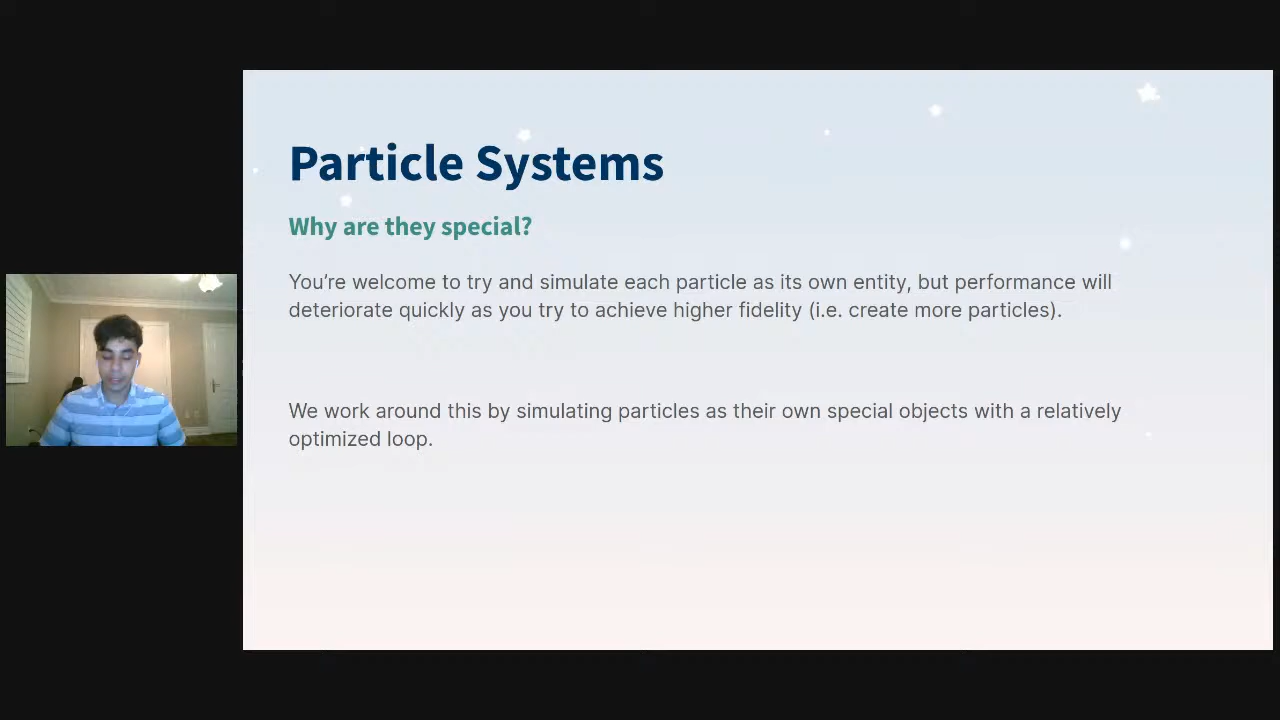 Particle Systems
Why are they special?
You’re welcome to try and simulate each particle as its own entity, but performance will
deteriorate quickly as you try to achieve higher fidelity (i.e. create more particles).
We work around this by simulating particles as their own special objects with a relatively
optimized loop.